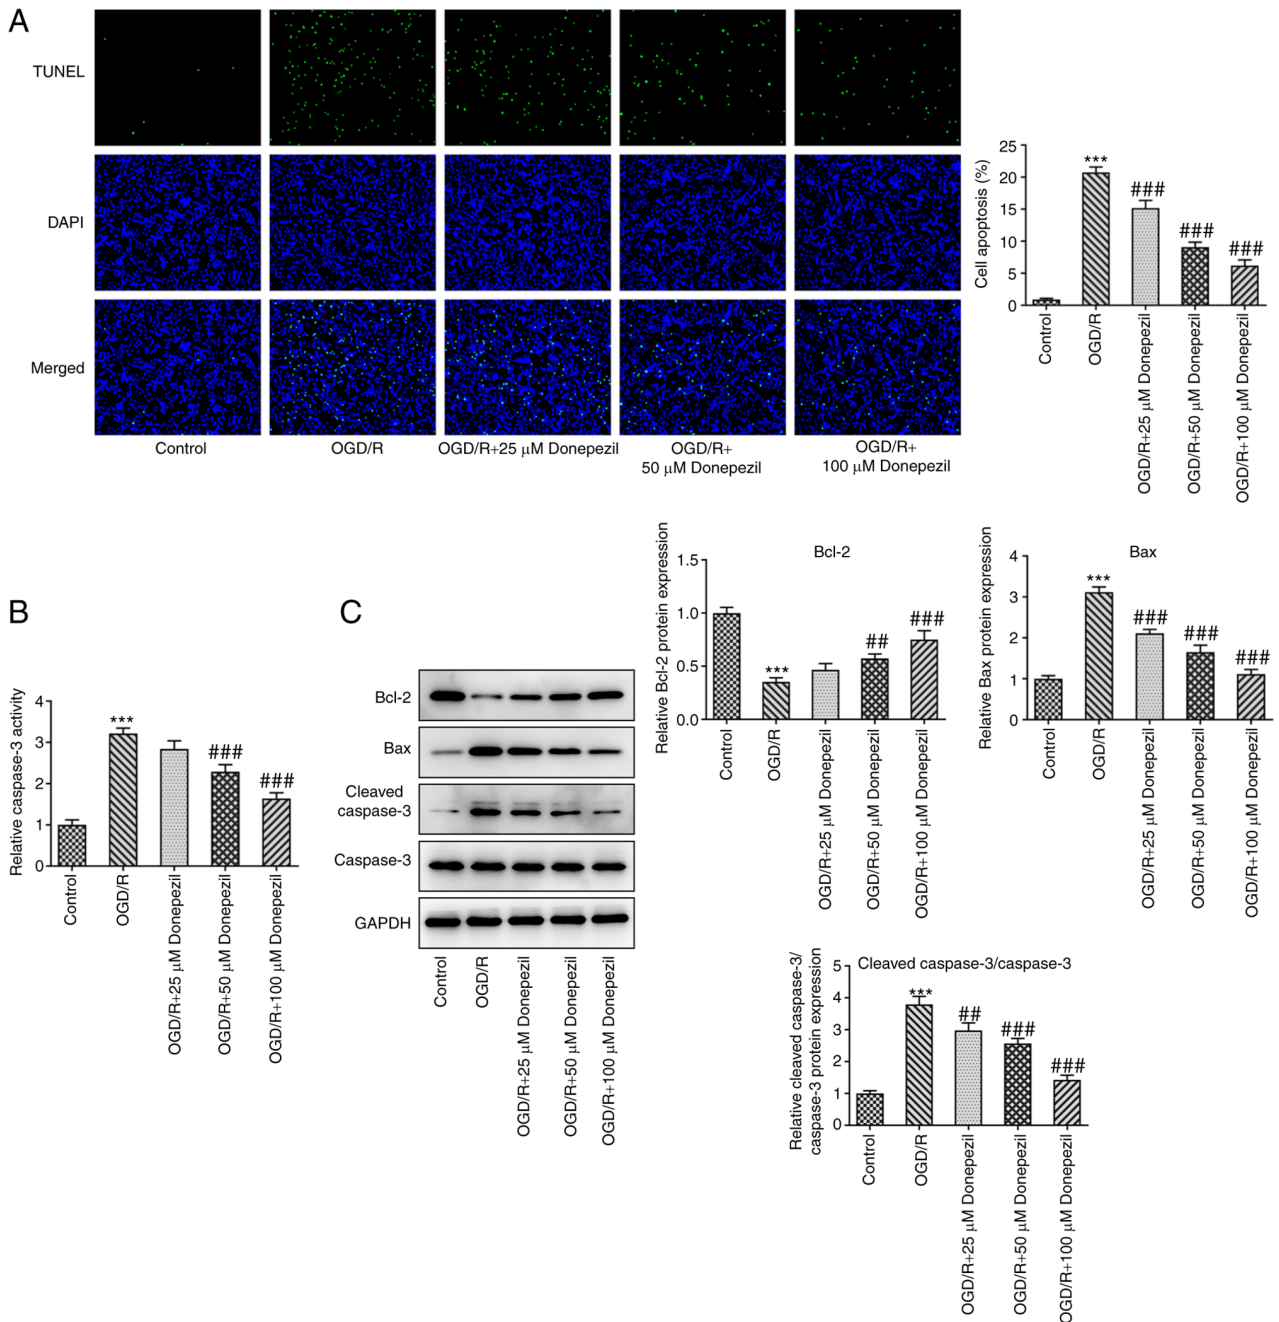 A
TUNEL
DAPI
Merged
Control
OGD/R
OGD/R+25 μM Donepezil
OGD/R+
50 μM Donepezil
OGD/R+
100 μM Donepezil
Cell apoptosis (%)
25
20
15
10
5
0
***
###
###
###
Control
OGD/R
OGD/R+25 μM Donepezil
OGD/R+50 μM Donepezil
OGD/R+100 μM Donepezil
B
Relative caspase-3 activity
4
3
2
1
0
***
###
###
Control
OGD/R
OGD/R+25 μM Donepezil
OGD/R+50 μM Donepezil
OGD/R+100 μM Donepezil
C
Bcl-2
Bax
Cleaved
caspase-3
Caspase-3
GAPDH
Control
OGD/R
OGD/R+25 μM Donepezil
OGD/R+50 μM Donepezil
OGD/R+100 μM Donepezil
Bcl-2
Relative Bcl-2 protein expression
1.5
1.0
0.5
0.0
***
##
###
Control
OGD/R
OGD/R+25 μM Donepezil
OGD/R+50 μM Donepezil
OGD/R+100 μM Donepezil
Bax
Relative Bax protein expression
4
3
2
1
0
***
###
###
###
Control
OGD/R
OGD/R+25 μM Donepezil
OGD/R+50 μM Donepezil
OGD/R+100 μM Donepezil
Cleaved caspase-3/caspase-3
Relative cleaved caspase-3/
caspase-3 protein expression
5
4
3
2
1
0
***
##
###
###
Control
OGD/R
OGD/R+25 μM Donepezil
OGD/R+50 μM Donepezil
OGD/R+100 μM Donepezil